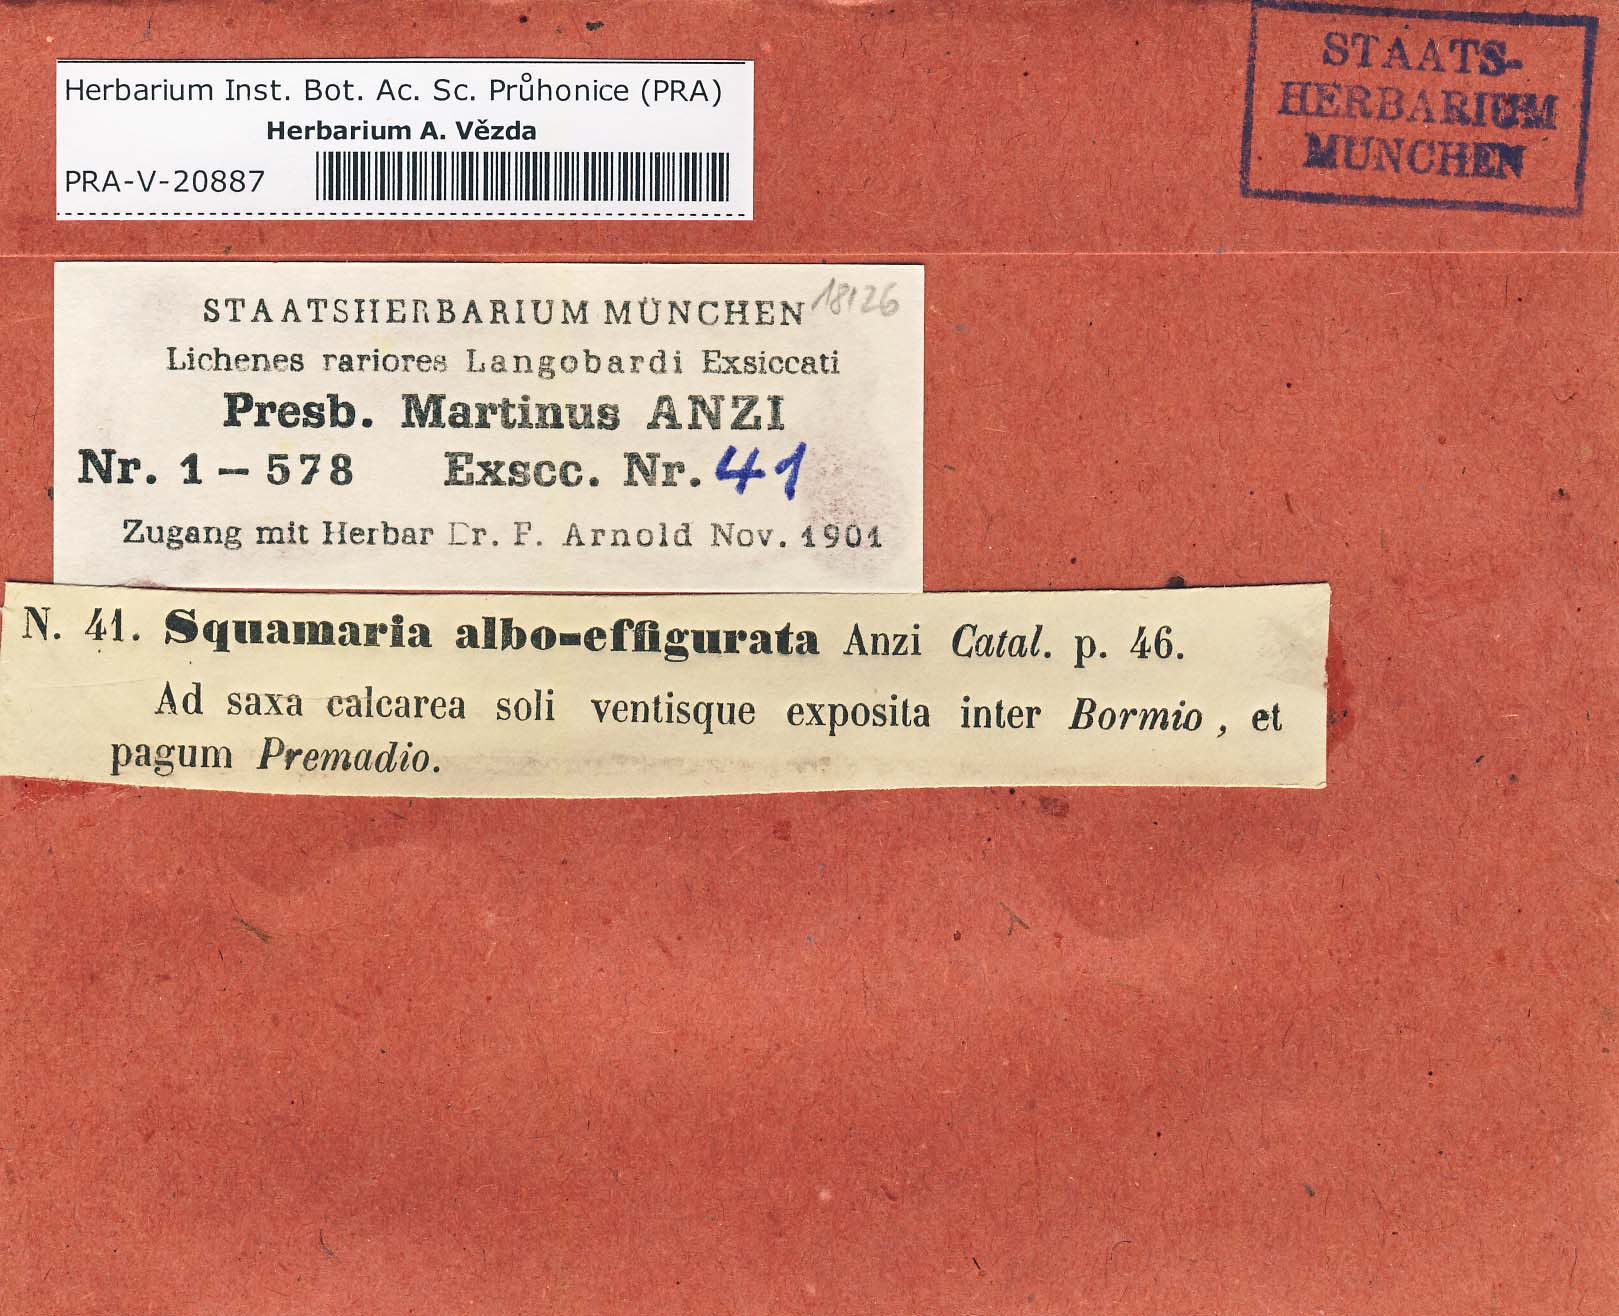 Herbarium Inst. Bot. Ac. Sc. Průhonice (PRA)
Herbarium A. Vězda
PRA-V-20887
STAATS-
HERBARIUM
MÜNCHEN
STAATSHERBARIUM MÜNCHEN 18126
Lichenes rariores Langobardi Exsiccati
Presb. Martinus ANZI
Nr. 1 – 578 Exscc. Nr. 41
Zugang mit Herbar Dr. F. Arnold Nov. 1901
N. 41. Squamaria albo-effigurata Anzi Catal. p. 46.
Ad saxa calcarea soli ventisque exposita inter Bormio, et
pagum Premadio.